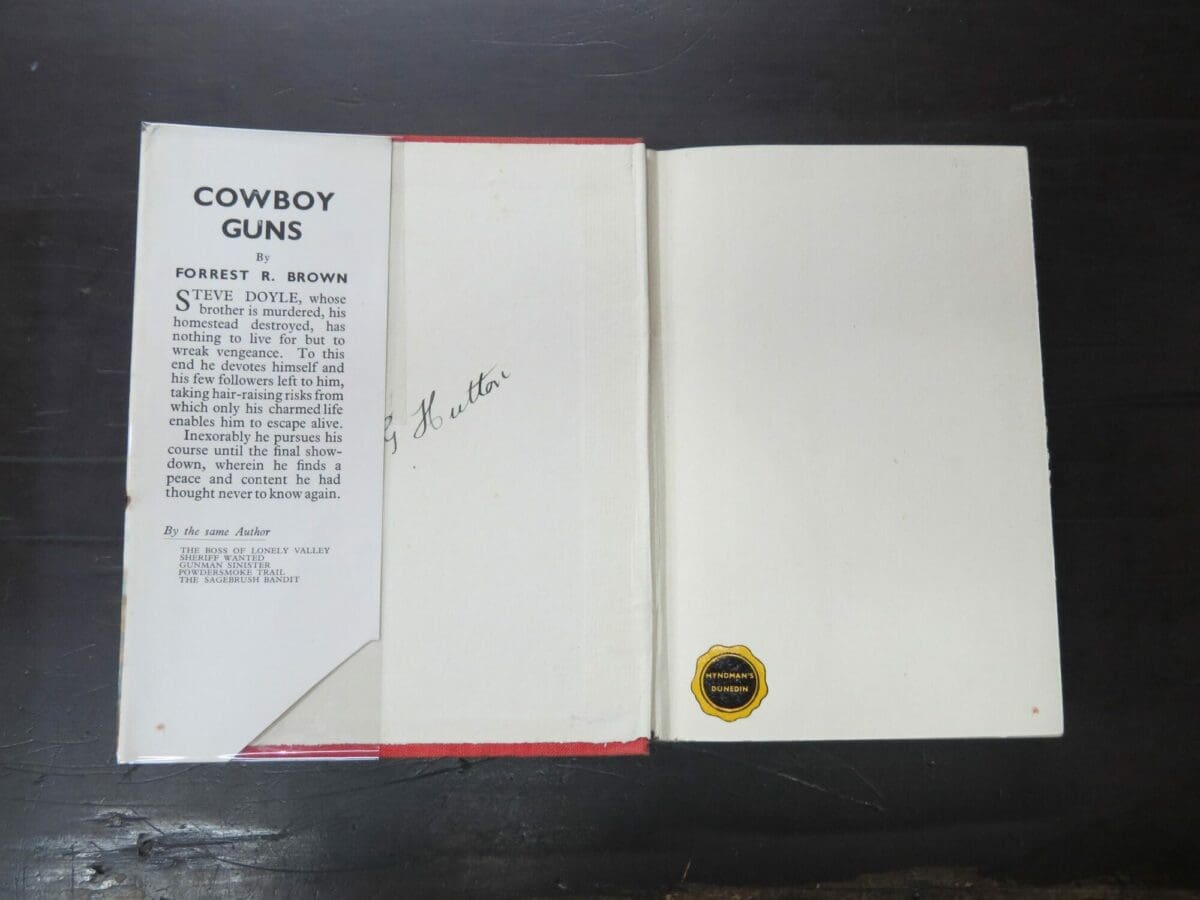 COWBOY
GUNS
By
FORREST R. BROWN
STEVE DOYLE, whose
brother is murdered, his
homestead destroyed, has
nothing to live for but to
wreak vengeance. To this
end he devotes himself and
his few followers left to him,
taking hair-raising risks from
which only his charmed life
enables him to escape alive.
Inexorably he pursues his
course until the final show-
down, wherein he finds a
peace and content he had
thought never to know again.
By the same Author
THE BOSS OF LONELY VALLEY
SHERIFF WANTED
GUNMAN SINISTER
POWDERSMOKE TRAIL
THE SAGEBRUSH BANDIT
G Hutton
HYNDMAN'S
DUNEDIN